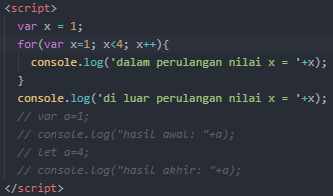 <script>
var x = 1;
for(var x=1; x<4; x++){
console.log('dalam perulangan nilai x = '+x);
}
console.log('di luar perulangan nilai x = '+x);
// var a=1;
// console.log("hasil awal: "+a);
// let a=4;
// console.log("hasil akhir: "+a);
</script>